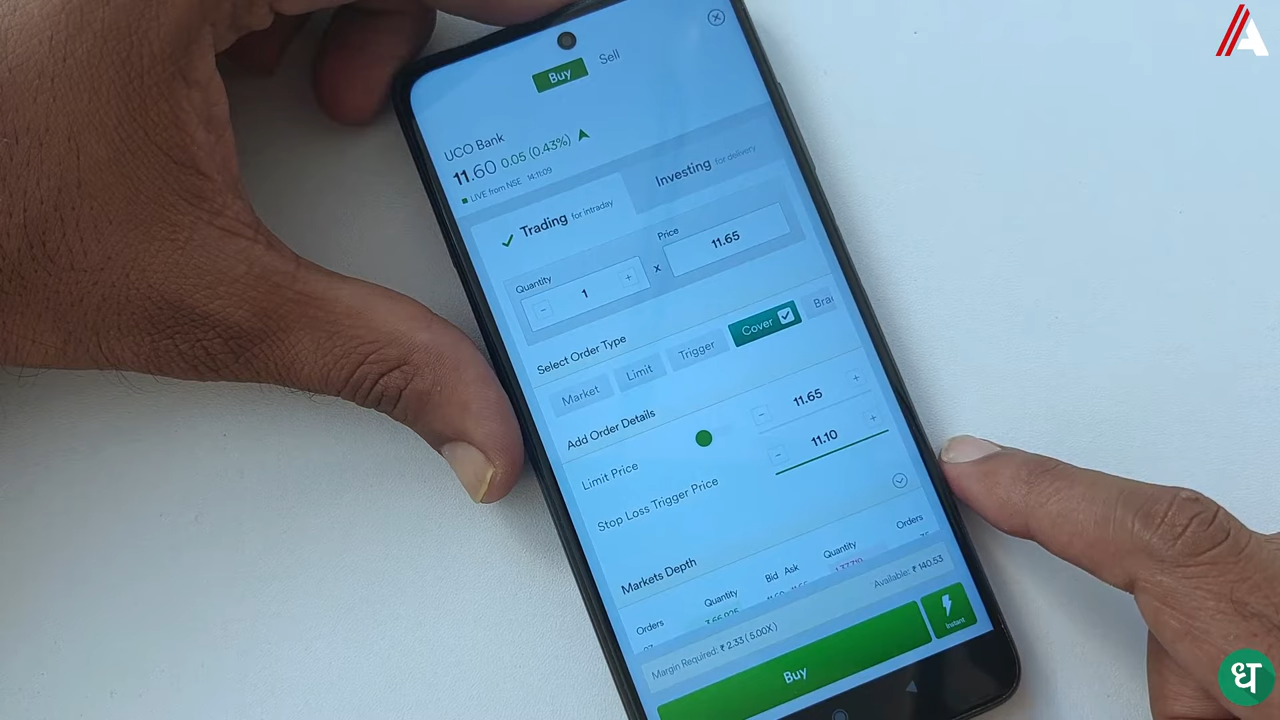 Buy Sell
UCO Bank
11.60 0.05 (0.43%)
LIVE from NSE 14:11:09
Trading for intraday
Investing for delivery
Quantity
Price
1
x
11.65
Select Order Type
Market Limit Trigger Cover
Add Order Details
Limit Price 11.65
Stop Loss Trigger Price 11.10
Markets Depth
Orders Quantity Bid Ask Quantity Orders
Margin Required: ₹ 2.33 (5.00X) Available: ₹ 140.53
Buy
Instant
A
ध